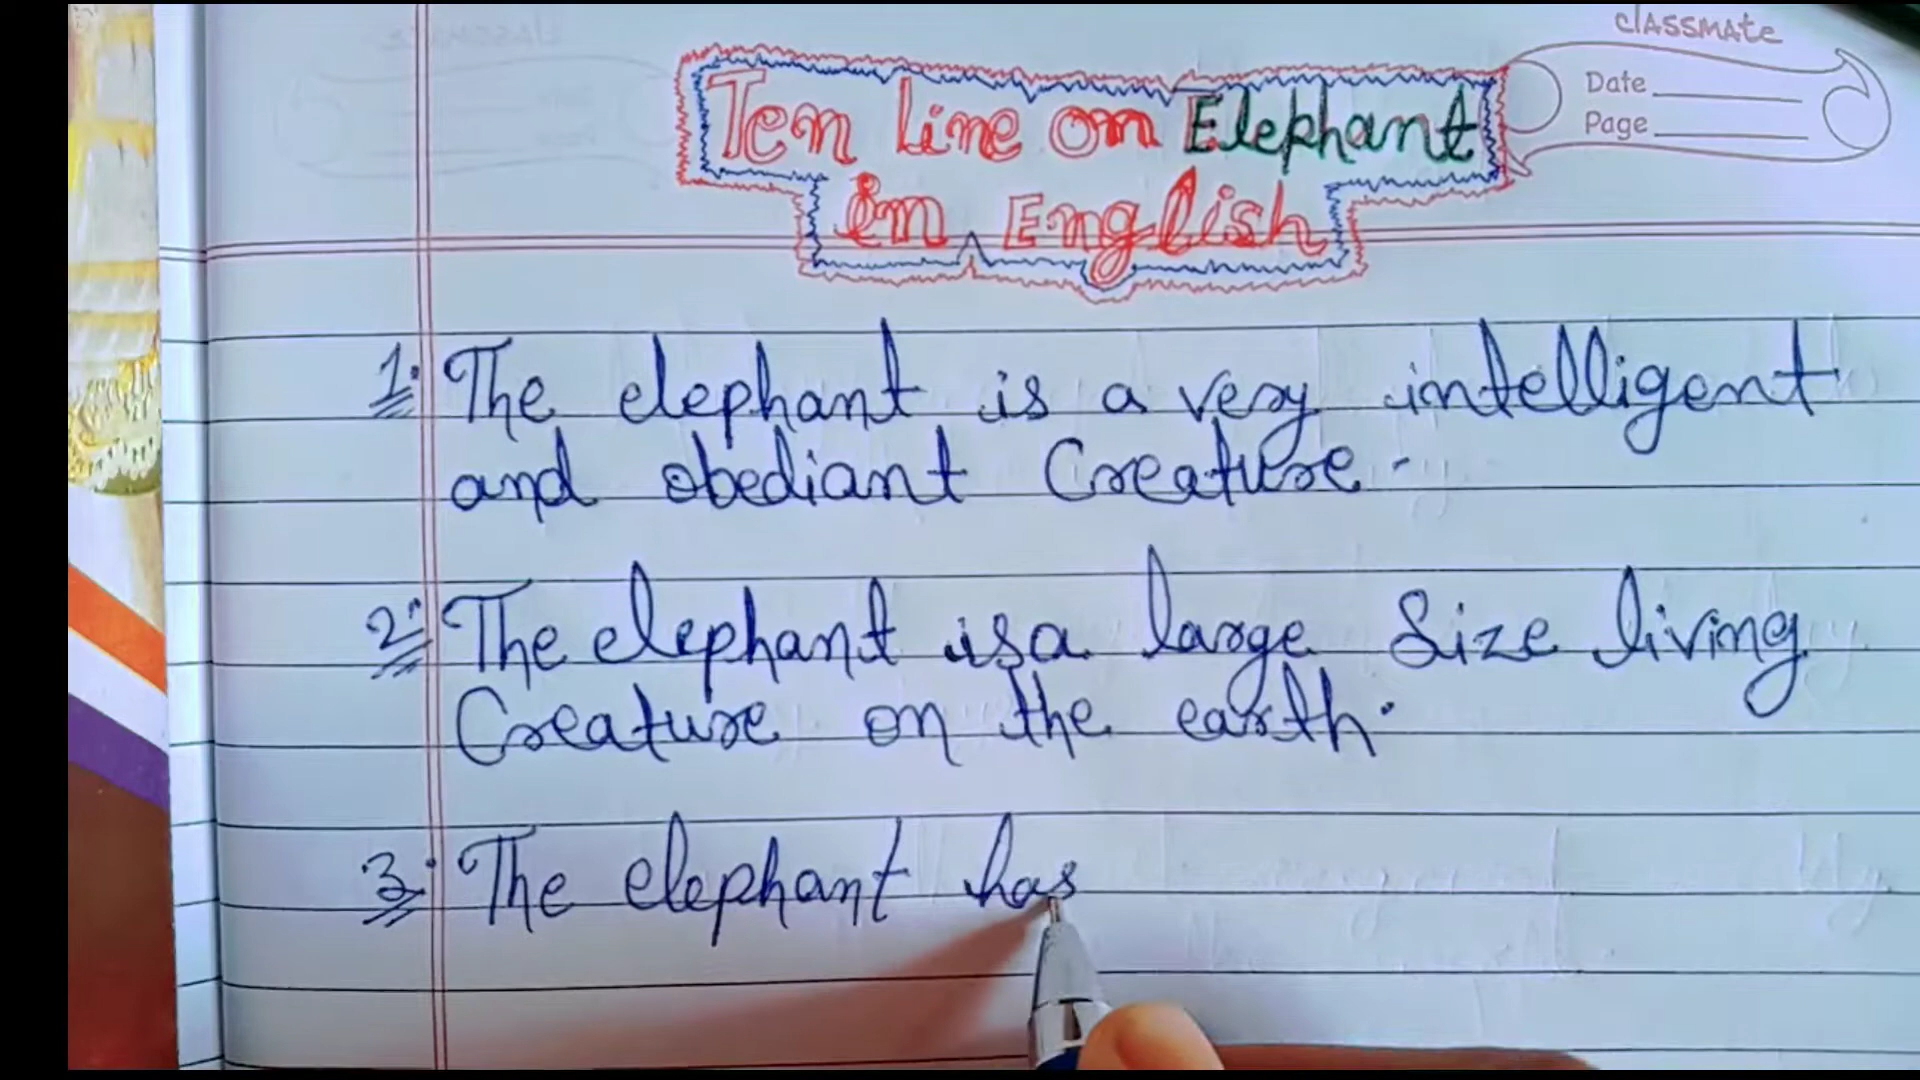 classmate
Date
Page
Ten line on Elephant
in English
1. The elephant is a very intelligent
and obediant Creature.
2. The elephant is a large Size living
Creature on the earth.
3. The elephant has